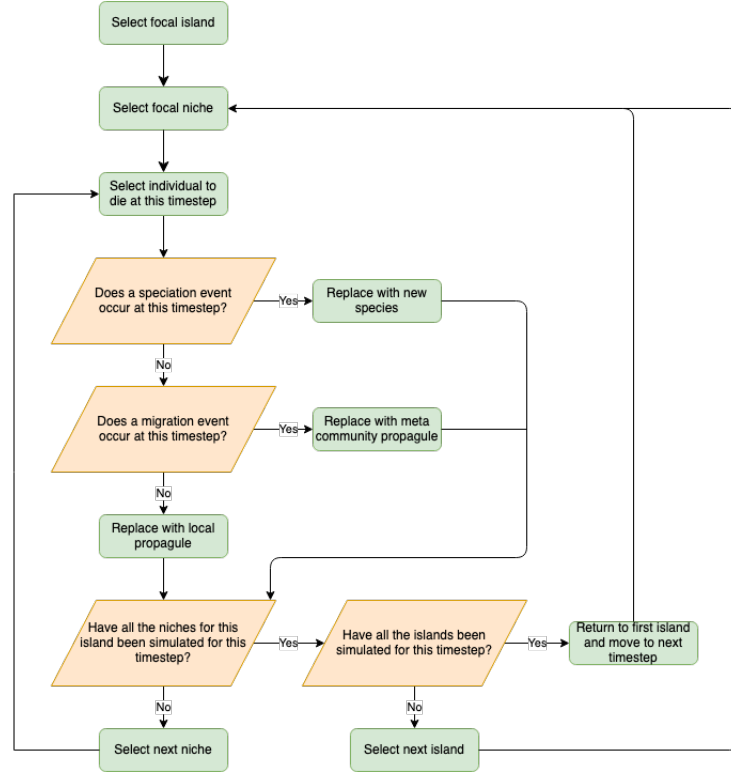 Select focal island
Select focal niche
Select individual to
die at this timestep
Does a speciation event
occur at this timestep?
Yes
Replace with new
species
No
Does a migration event
occur at this timestep?
Yes
Replace with meta
community propagule
No
Replace with local
propagule
Have all the niches for this
island been simulated for this
timestep?
Yes
Have all the islands been
simulated for this timestep?
Yes
Return to first island
and move to next
timestep
No
No
Select next niche
Select next island